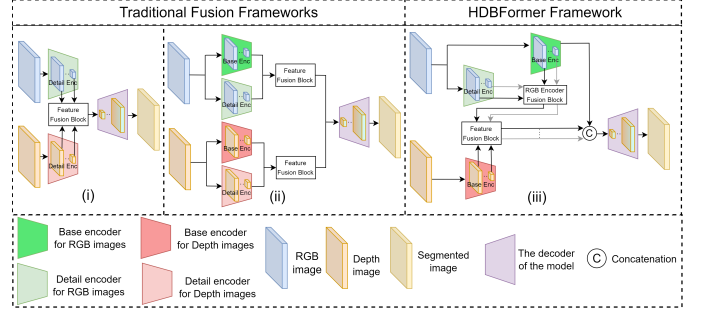 Traditional Fusion Frameworks
HDBFormer Framework
Detail Enc
Feature
Fusion Block
Detail Enc
(i)
Base Enc
Detail Enc
Feature
Fusion Block
Base Enc
Detail Enc
Feature
Fusion Block
(ii)
Base Enc
Detail Enc
RGB Encoder
Fusion Block
Feature
Fusion Block
C
Base Enc
(iii)
Base encoder
for RGB images
Base encoder
for Depth images
Detail encoder
for RGB images
Detail encoder
for Depth images
RGB
image
Depth
image
Segmented
image
The decoder
of the model
C
Concatenation